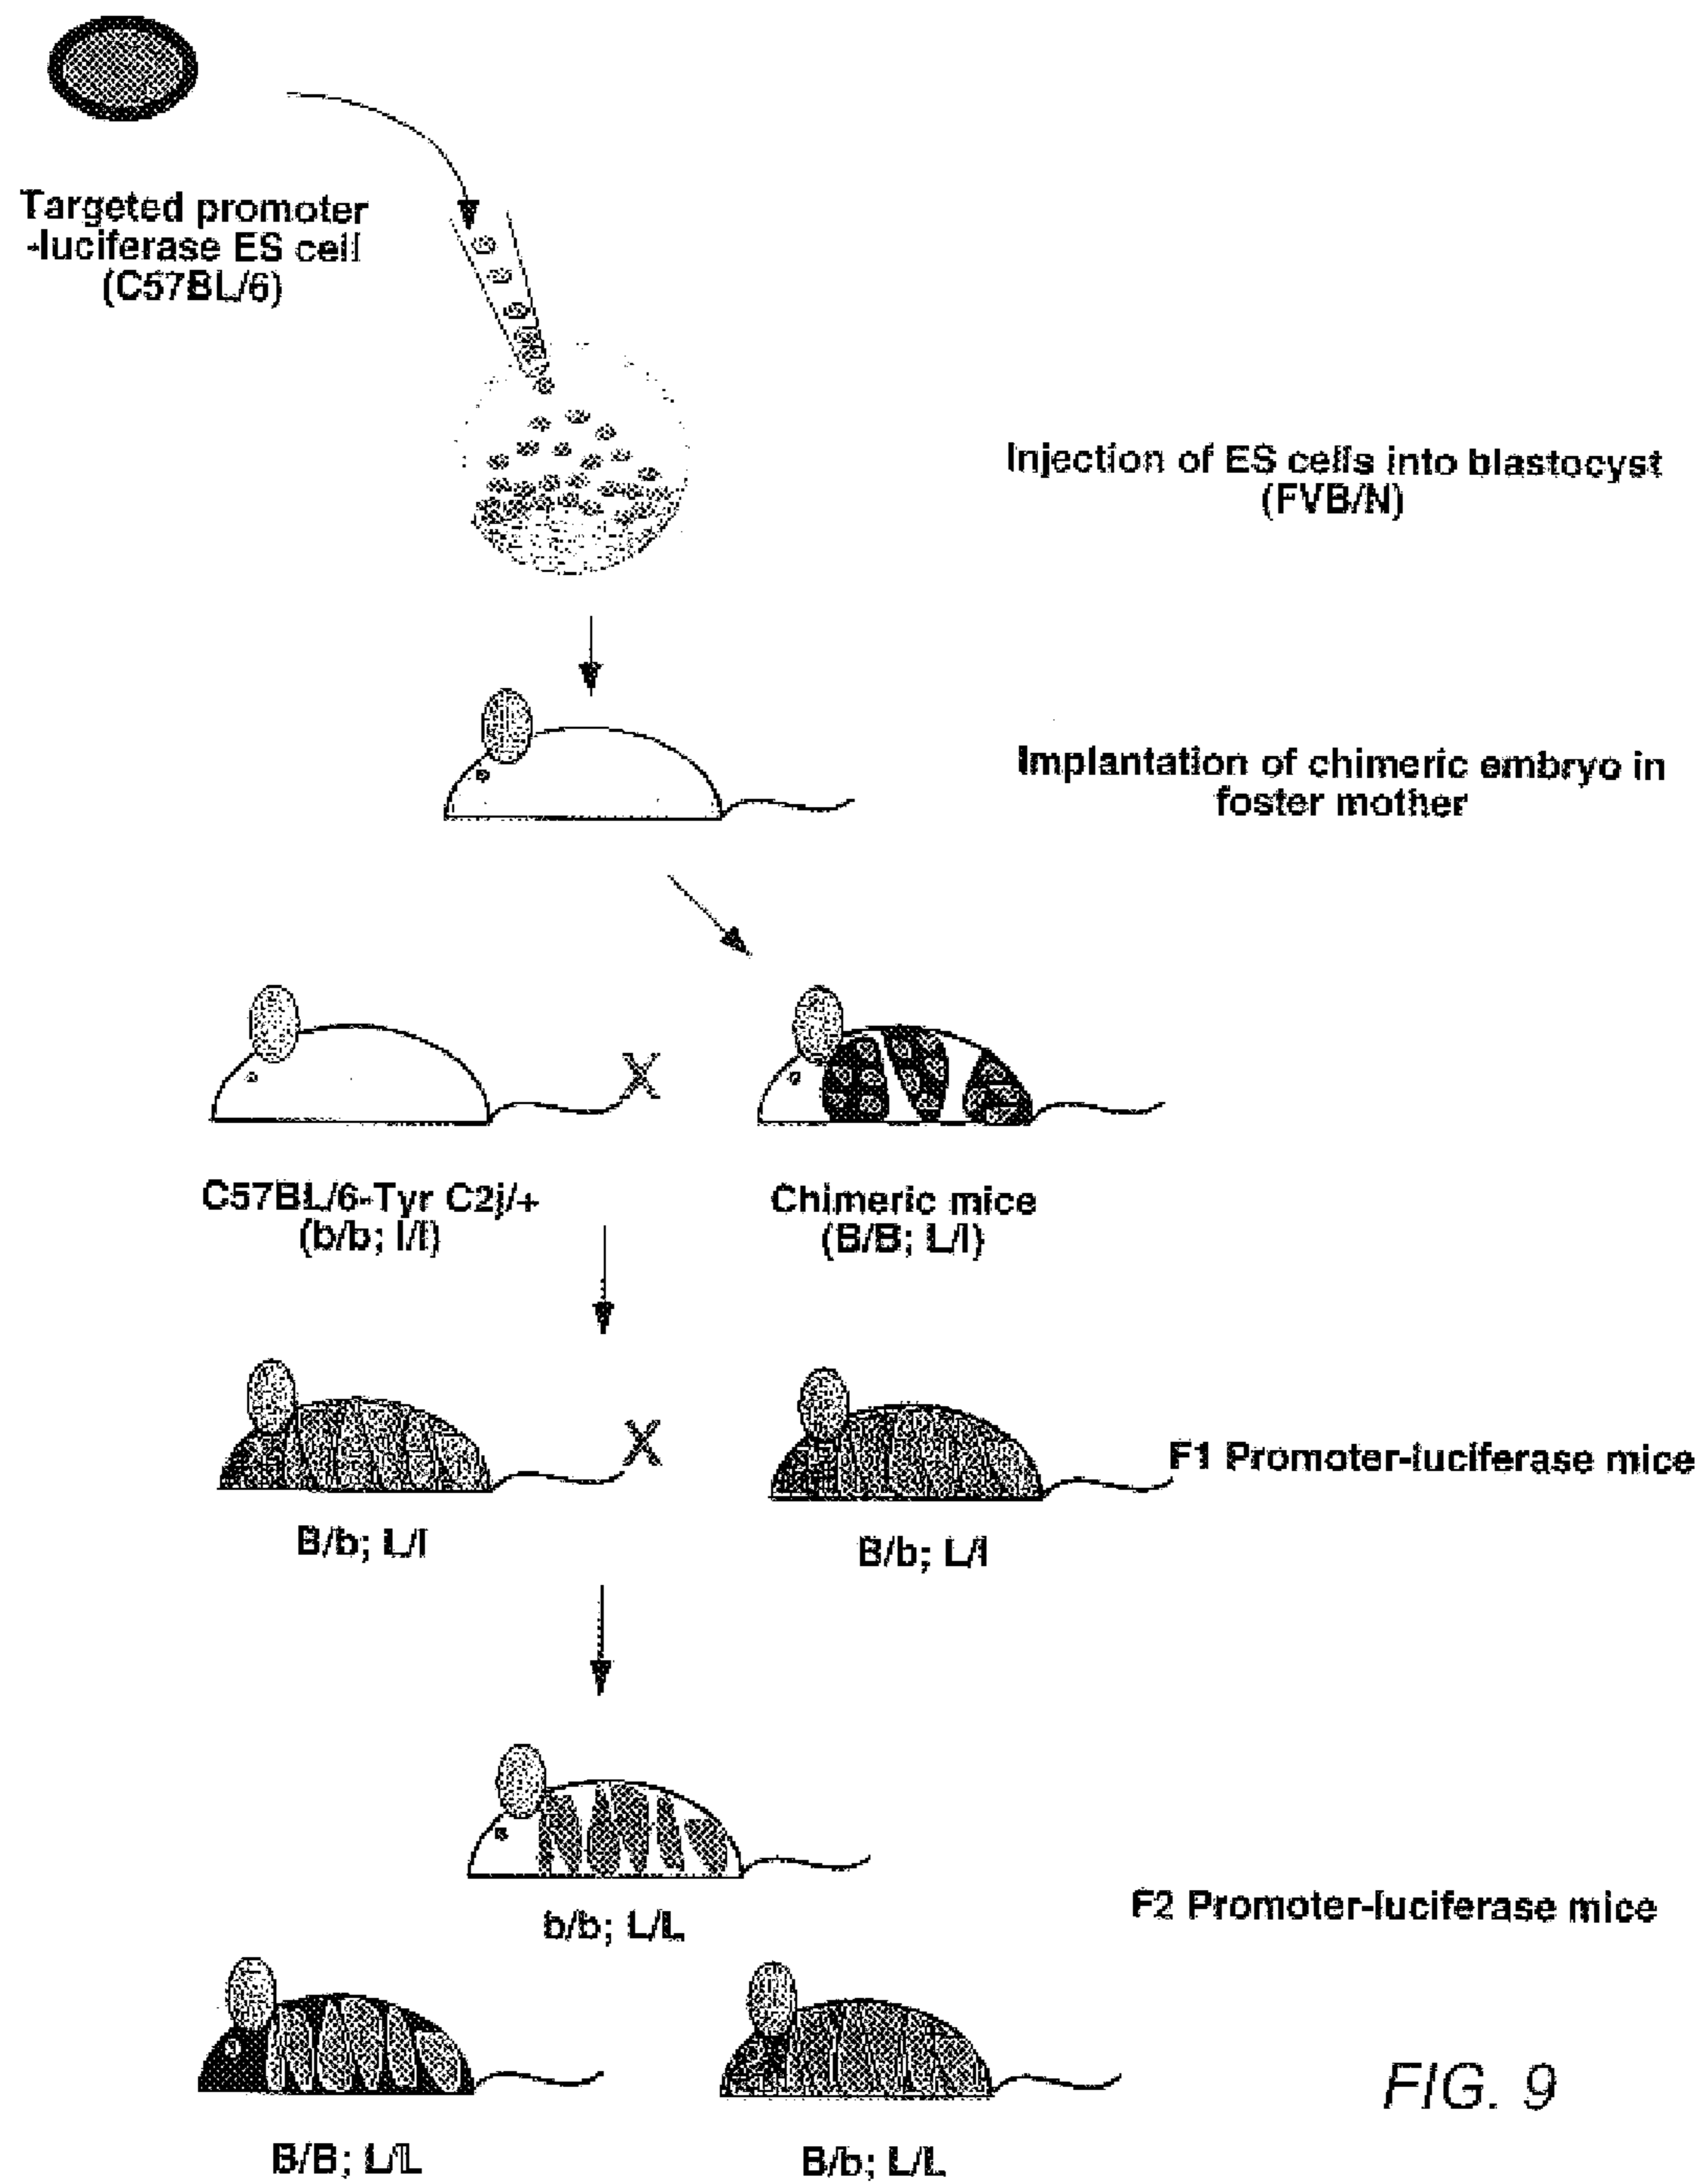 Targeted promoter
-luciferase ES cell
(C57BL/6)
Injection of ES cells into blastocyst
(FVB/N)
Implantation of chimeric embryo in
foster mother
X
C57BL/6-Tyr C2j/+
(b/b; l/l)
Chimeric mice
(B/B; L/l)
X
F1 Promoter-luciferase mice
B/b; L/l
B/b; L/l
b/b; L/L
F2 Promoter-luciferase mice
B/B; L/L
B/b; L/L
FIG. 9